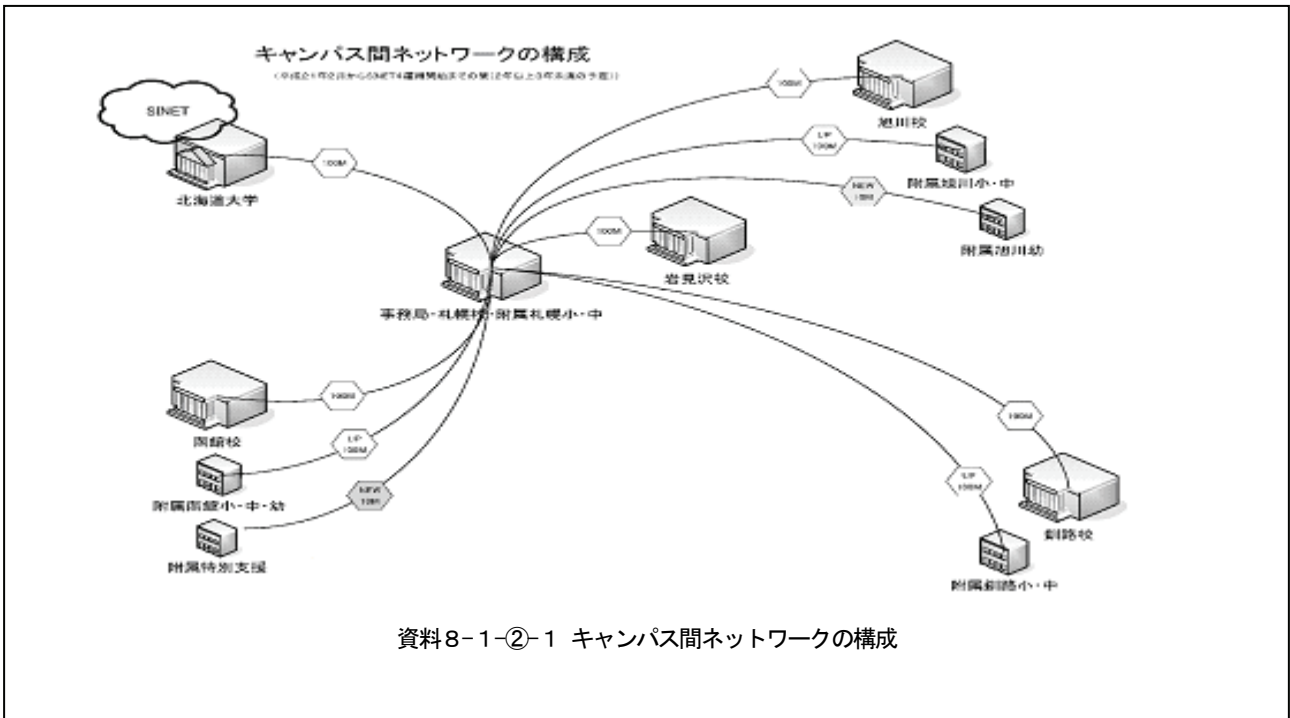 キャンパス間ネットワークの構成
SINET
北海道大学
100M
100M
旭川校
UP
100M
附属旭川小・中
NEW
10M
附属旭川幼
100M
岩見沢校
事務局・札幌校・附属札幌小・中
100M
函館校
UP
100M
附属函館小・中・幼
NEW
10M
附属特別支援
100M
釧路校
UP
100M
附属釧路小・中
資料8-1-②-1 キャンパス間ネットワークの構成